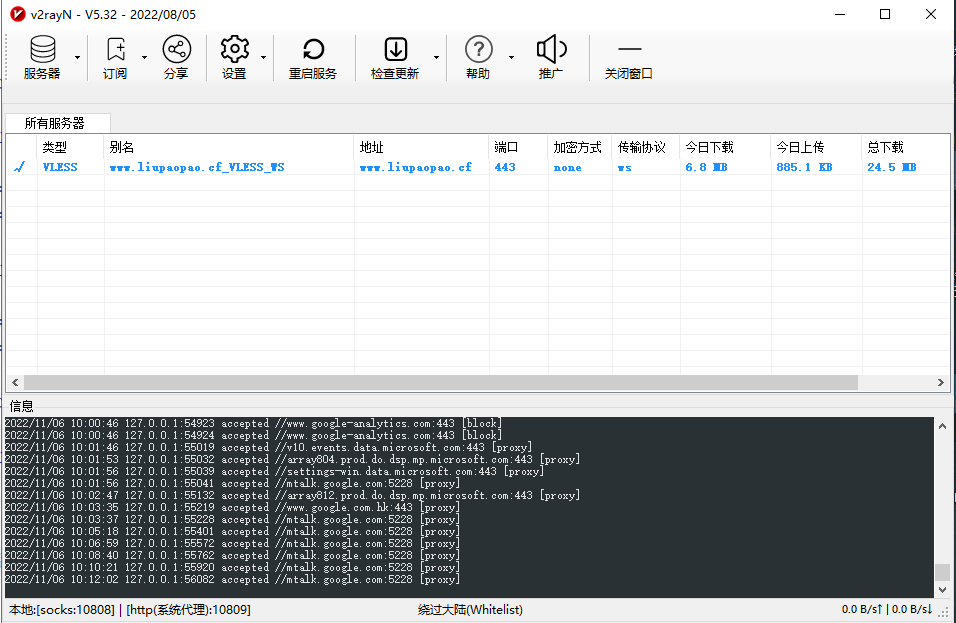 v2rayN - V5.32 - 2022/08/05
服务器 订阅 分享 设置 重启服务 检查更新 帮助 推广 关闭窗口
所有服务器
类型 别名 地址 端口 加密方式 传输协议 今日下载 今日上传 总下载
VLESS www.liupaopao.cf_VLESS_WS www.liupaopao.cf 443 none ws 6.8 MB 885.1 KB 24.5 MB
信息
2022/11/06 10:00:46 127.0.0.1:54923 accepted //www.google-analytics.com:443 [block]
2022/11/06 10:00:46 127.0.0.1:54924 accepted //www.google-analytics.com:443 [block]
2022/11/06 10:01:46 127.0.0.1:55019 accepted //v10.events.data.microsoft.com:443 [proxy]
2022/11/06 10:01:53 127.0.0.1:55032 accepted //array804.prod.do.dsp.mp.microsoft.com:443 [proxy]
2022/11/06 10:01:56 127.0.0.1:55039 accepted //settings-win.data.microsoft.com:443 [proxy]
2022/11/06 10:01:56 127.0.0.1:55041 accepted //mtalk.google.com:5228 [proxy]
2022/11/06 10:02:47 127.0.0.1:55132 accepted //array812.prod.do.dsp.mp.microsoft.com:443 [proxy]
2022/11/06 10:03:35 127.0.0.1:55219 accepted //www.google.com.hk:443 [proxy]
2022/11/06 10:03:37 127.0.0.1:55228 accepted //mtalk.google.com:5228 [proxy]
2022/11/06 10:05:18 127.0.0.1:55401 accepted //mtalk.google.com:5228 [proxy]
2022/11/06 10:06:59 127.0.0.1:55572 accepted //mtalk.google.com:5228 [proxy]
2022/11/06 10:08:40 127.0.0.1:55762 accepted //mtalk.google.com:5228 [proxy]
2022/11/06 10:10:21 127.0.0.1:55920 accepted //mtalk.google.com:5228 [proxy]
2022/11/06 10:12:02 127.0.0.1:56082 accepted //mtalk.google.com:5228 [proxy]
本地:[socks:10808] | [http(系统代理):10809] 绕过大陆(Whitelist) 0.0 B/s↑ | 0.0 B/s↓